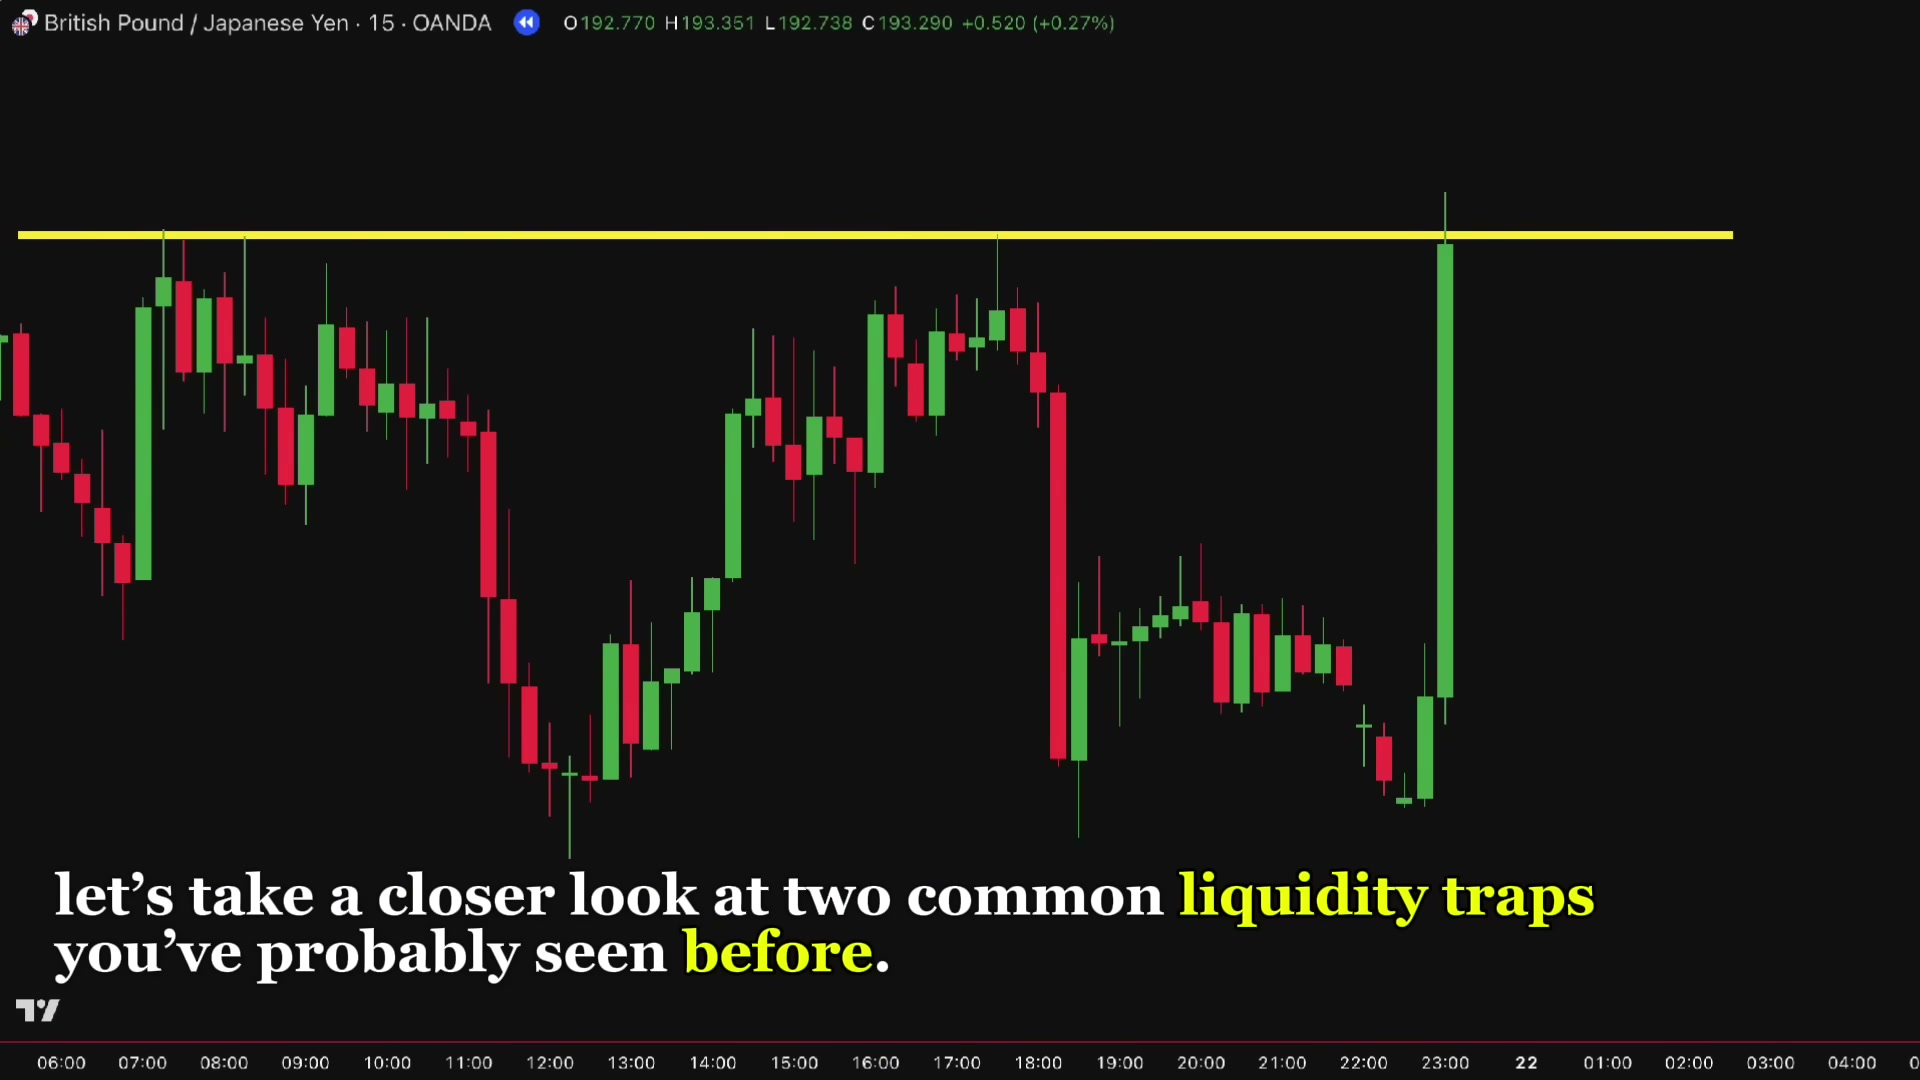 British Pound / Japanese Yen · 15 · OANDA O192.770 H193.351 L192.738 C193.290 +0.520 (+0.27%)
let’s take a closer look at two common liquidity traps
you’ve probably seen before.
06:00 07:00 08:00 09:00 10:00 11:00 12:00 13:00 14:00 15:00 16:00 17:00 18:00 19:00 20:00 21:00 22:00 23:00 22 01:00 02:00 03:00 04:00